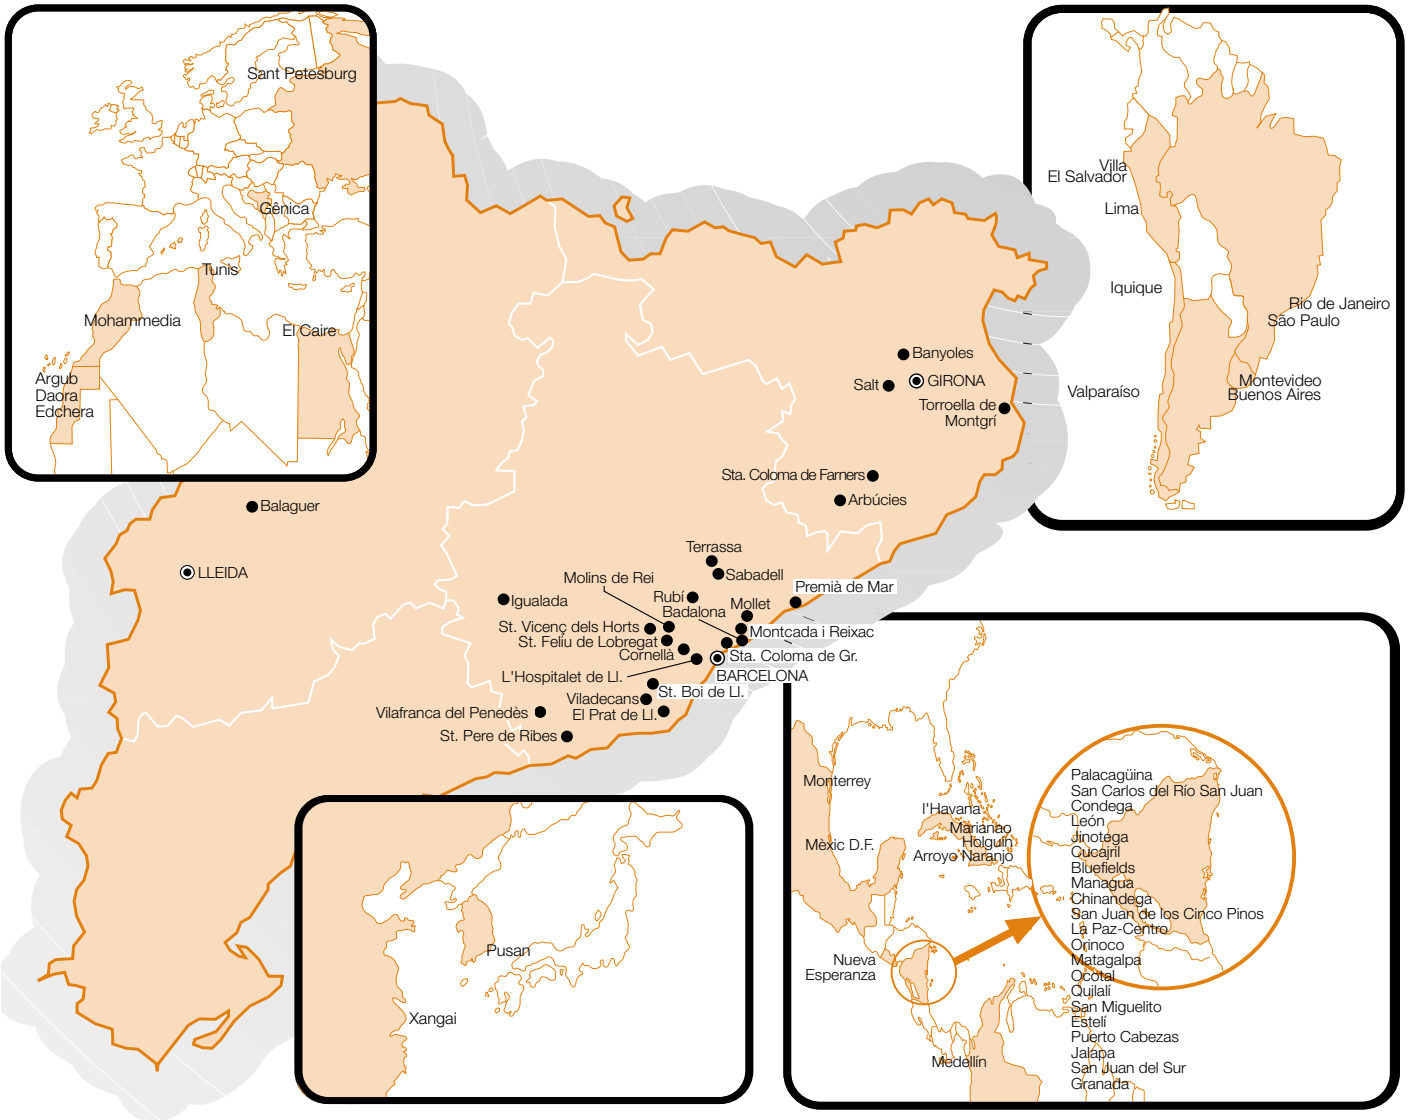 Sant Petesburg
Gênica
Tunis
Mohammedia
El Caire
Argub
Daora
Edchera
Villa
El Salvador
Lima
Iquique
Rio de Janeiro
São Paulo
Valparaíso
Montevideo
Buenos Aires
Banyoles
Salt
GIRONA
Torroella de
Montgrí
Sta. Coloma de Farners
Arbúcies
Balaguer
LLEIDA
Terrassa
Sabadell
Molins de Rei
Premià de Mar
Igualada
Rubí
Mollet
Badalona
St. Vicenç dels Horts
Montcada i Reixac
St. Feliu de Lobregat
Cornellà
Sta. Coloma de Gr.
L'Hospitalet de Ll.
BARCELONA
St. Boi de Ll.
Viladecans
El Prat de Ll.
Vilafranca del Penedès
St. Pere de Ribes
Pusan
Xangai
Monterrey
l'Havana
Marianao
Holguín
Mèxic D.F.
Arroyo Naranjo
Nueva
Esperanza
Medellín
Palacagüina
San Carlos del Río San Juan
Condega
León
Jinotega
Cucajril
Bluefields
Managua
Chinandega
San Juan de los Cinco Pinos
La Paz-Centro
Orinoco
Matagalpa
Ocotal
Quilalí
San Miguelito
Estelí
Puerto Cabezas
Jalapa
San Juan del Sur
Granada